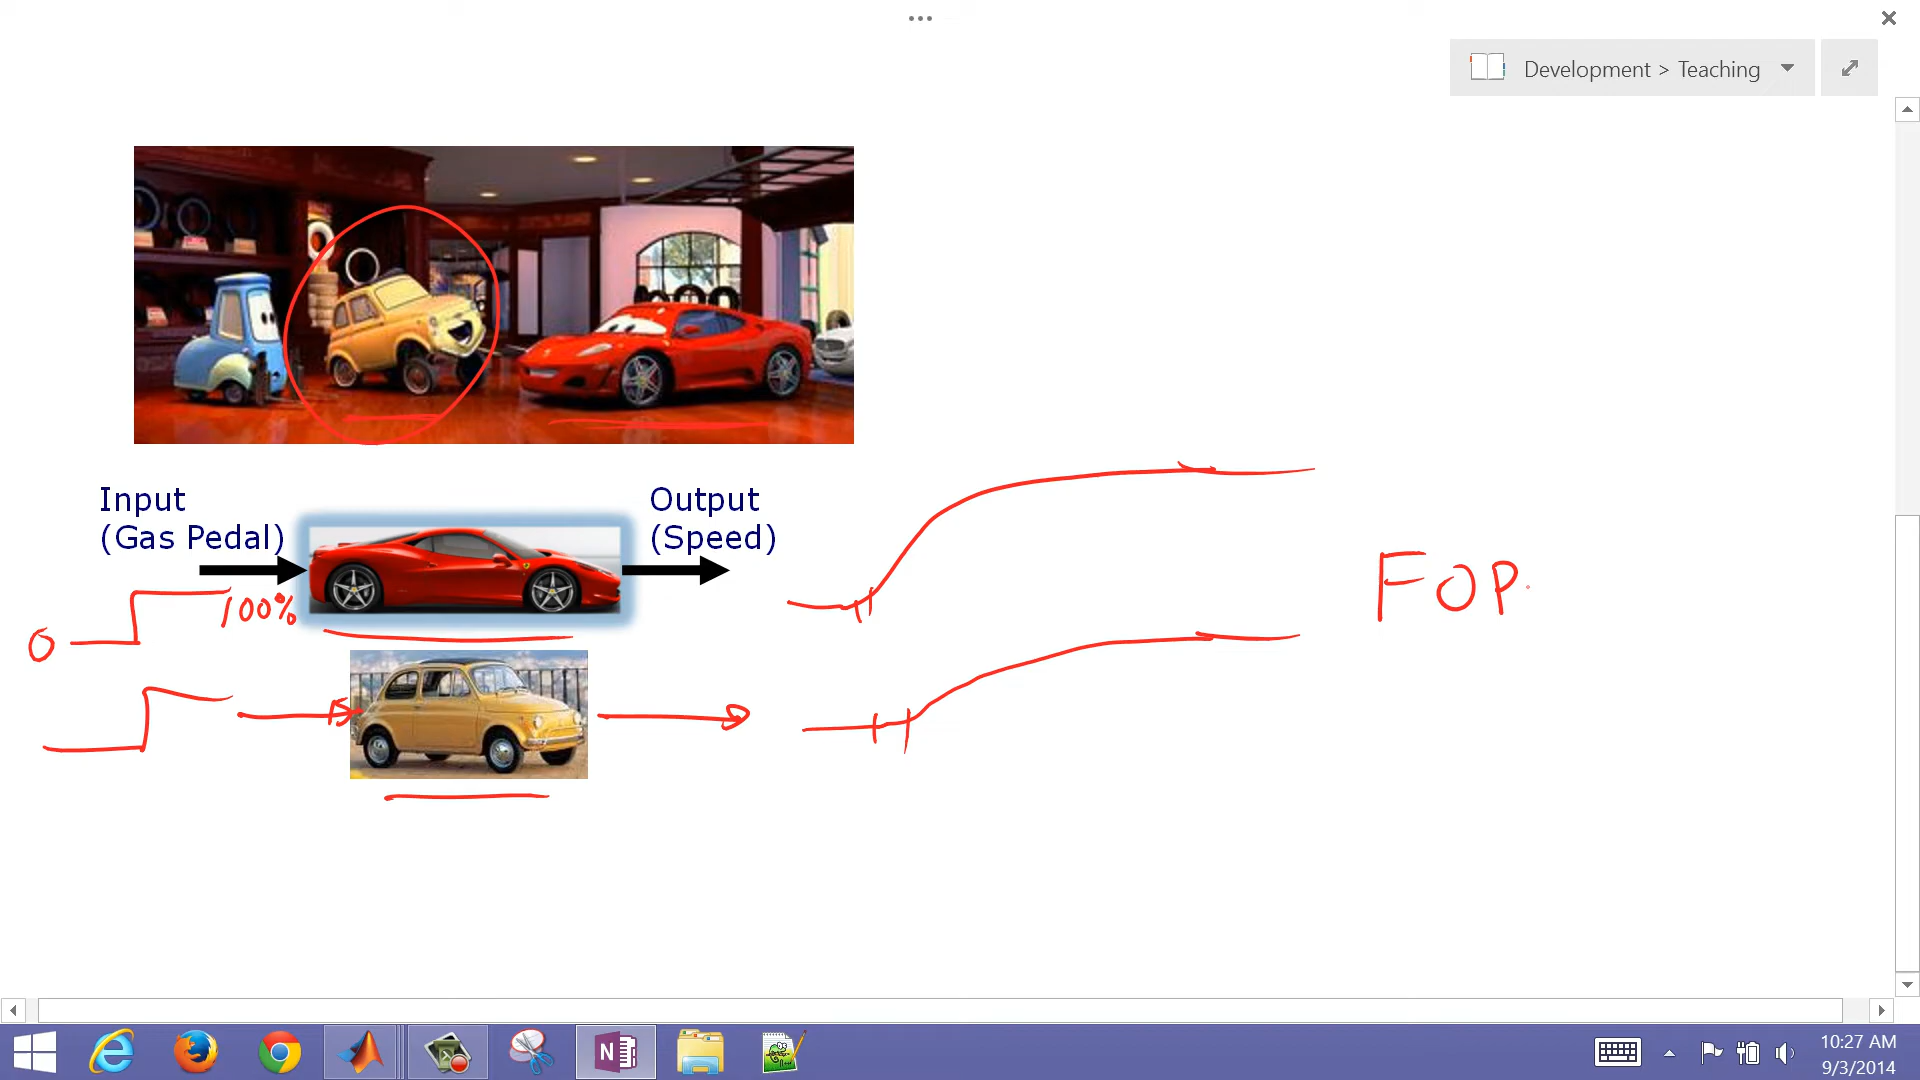 Development > Teaching
Input
(Gas Pedal)
Output
(Speed)
100%
0
FOP
N
10:27 AM
9/3/2014